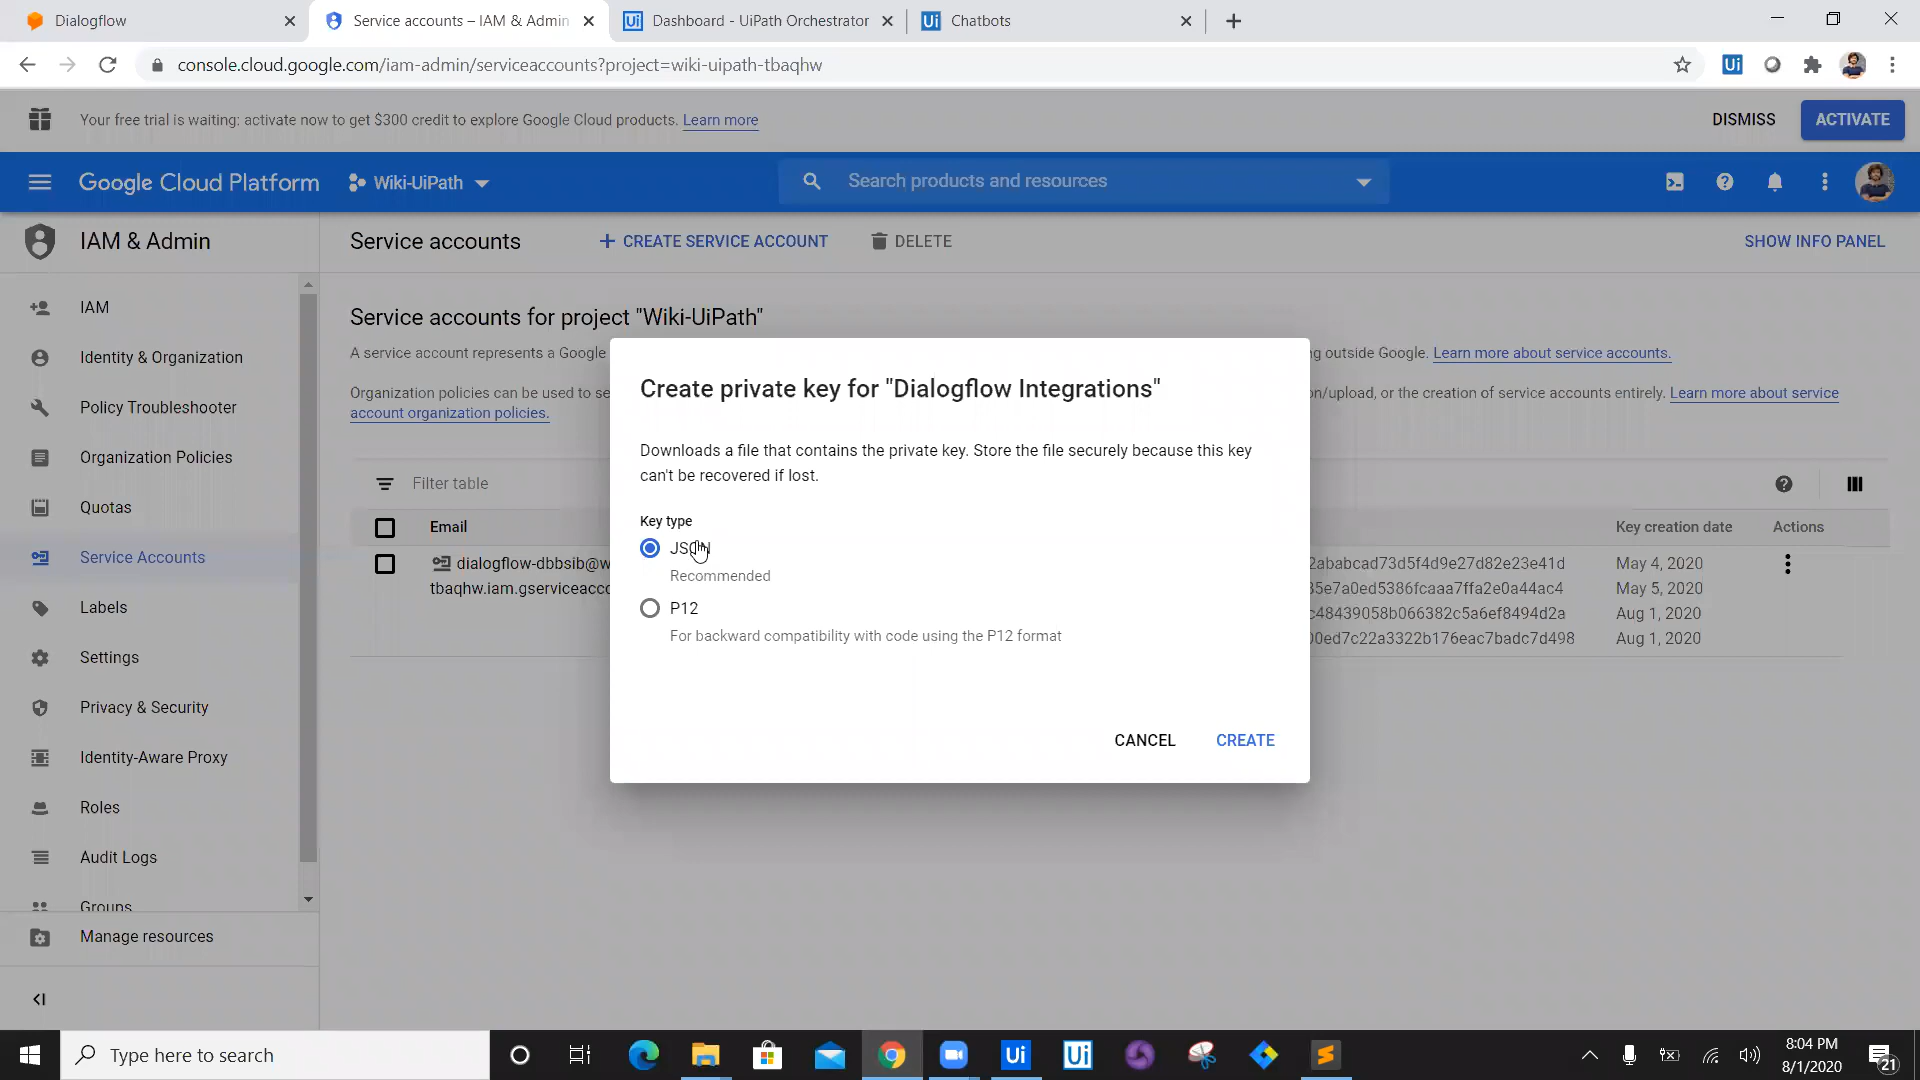 Dialogflow
Service accounts – IAM & Admin
Dashboard - UiPath Orchestrator
Chatbots
console.cloud.google.com/iam-admin/serviceaccounts?project=wiki-uipath-tbaqhw
Your free trial is waiting: activate now to get $300 credit to explore Google Cloud products. Learn more
DISMISS
ACTIVATE
Google Cloud Platform
Wiki-UiPath
Search products and resources
IAM & Admin
Service accounts
+ CREATE SERVICE ACCOUNT
DELETE
SHOW INFO PANEL
IAM
Identity & Organization
Policy Troubleshooter
Organization Policies
Quotas
Service Accounts
Labels
Settings
Privacy & Security
Identity-Aware Proxy
Roles
Audit Logs
Groups
Manage resources
Service accounts for project "Wiki-UiPath"
A service account represents a Google
g outside Google. Learn more about service accounts.
Organization policies can be used to se
on/upload, or the creation of service accounts entirely. Learn more about service
account organization policies.
Filter table
Email
Key creation date
Actions
dialogflow-dbbsib@w
tbaqhw.iam.gserviceacco
2ababcad73d5f4d9e27d82e23e41d
May 4, 2020
85e7a0ed5386fcaaa7ffa2e0a44ac4
May 5, 2020
c48439058b066382c5a6ef8494d2a
Aug 1, 2020
00ed7c22a3322b176eac7badc7d498
Aug 1, 2020
Create private key for "Dialogflow Integrations"
Downloads a file that contains the private key. Store the file securely because this key
can't be recovered if lost.
Key type
JSON
Recommended
P12
For backward compatibility with code using the P12 format
CANCEL
CREATE
Type here to search
8:04 PM
8/1/2020
21